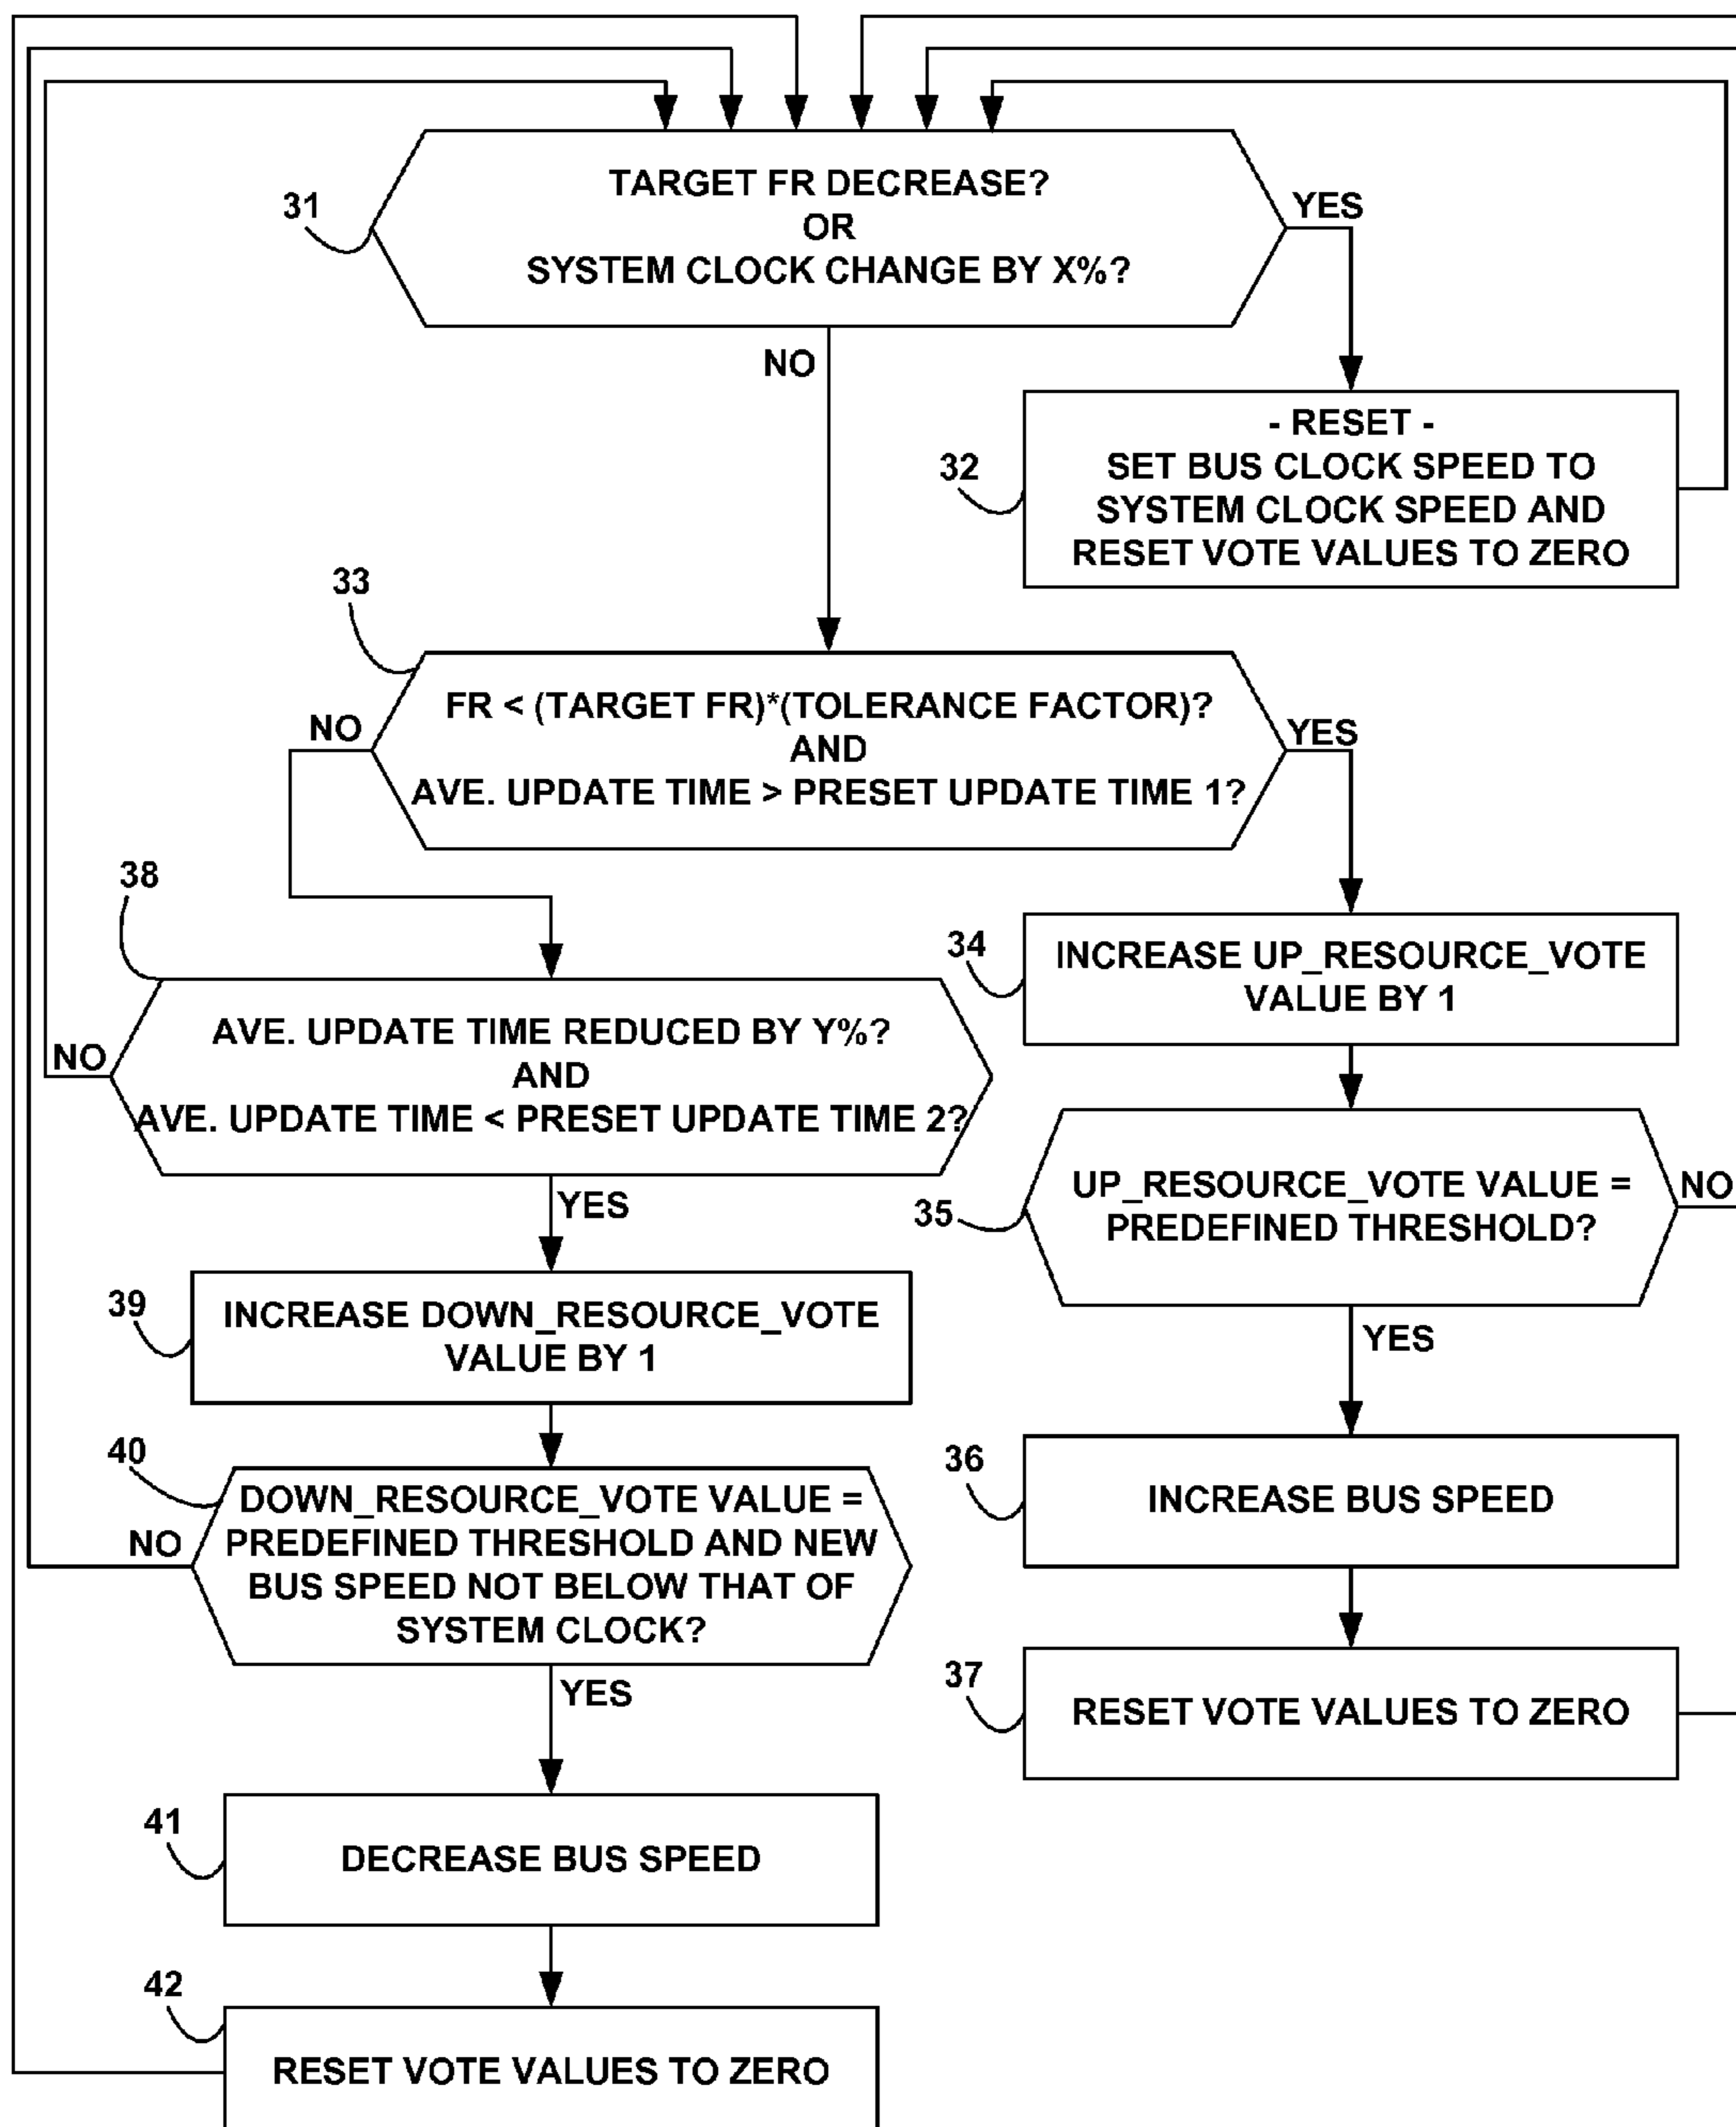 31
TARGET FR DECREASE?
OR
SYSTEM CLOCK CHANGE BY X%?
YES
NO
32
- RESET -
SET BUS CLOCK SPEED TO
SYSTEM CLOCK SPEED AND
RESET VOTE VALUES TO ZERO
33
FR < (TARGET FR)*(TOLERANCE FACTOR)?
AND
AVE. UPDATE TIME > PRESET UPDATE TIME 1?
NO
YES
34
INCREASE UP_RESOURCE_VOTE
VALUE BY 1
35
UP_RESOURCE_VOTE VALUE =
PREDEFINED THRESHOLD?
NO
YES
36
INCREASE BUS SPEED
37
RESET VOTE VALUES TO ZERO
38
AVE. UPDATE TIME REDUCED BY Y%?
AND
AVE. UPDATE TIME < PRESET UPDATE TIME 2?
NO
YES
39
INCREASE DOWN_RESOURCE_VOTE
VALUE BY 1
40
DOWN_RESOURCE_VOTE VALUE =
PREDEFINED THRESHOLD AND NEW
BUS SPEED NOT BELOW THAT OF
SYSTEM CLOCK?
NO
YES
41
DECREASE BUS SPEED
42
RESET VOTE VALUES TO ZERO